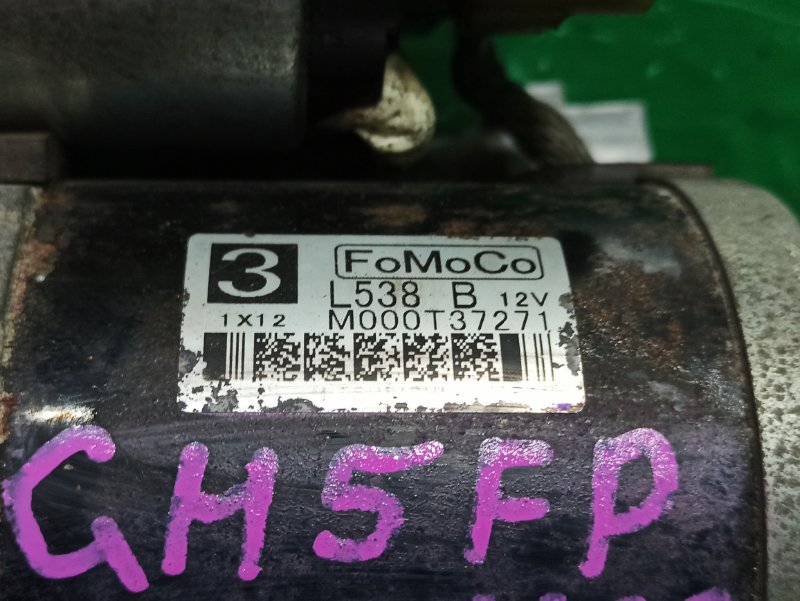 3 FoMoCo
L538 B 12V
1X12 M000T37271
GH5FP